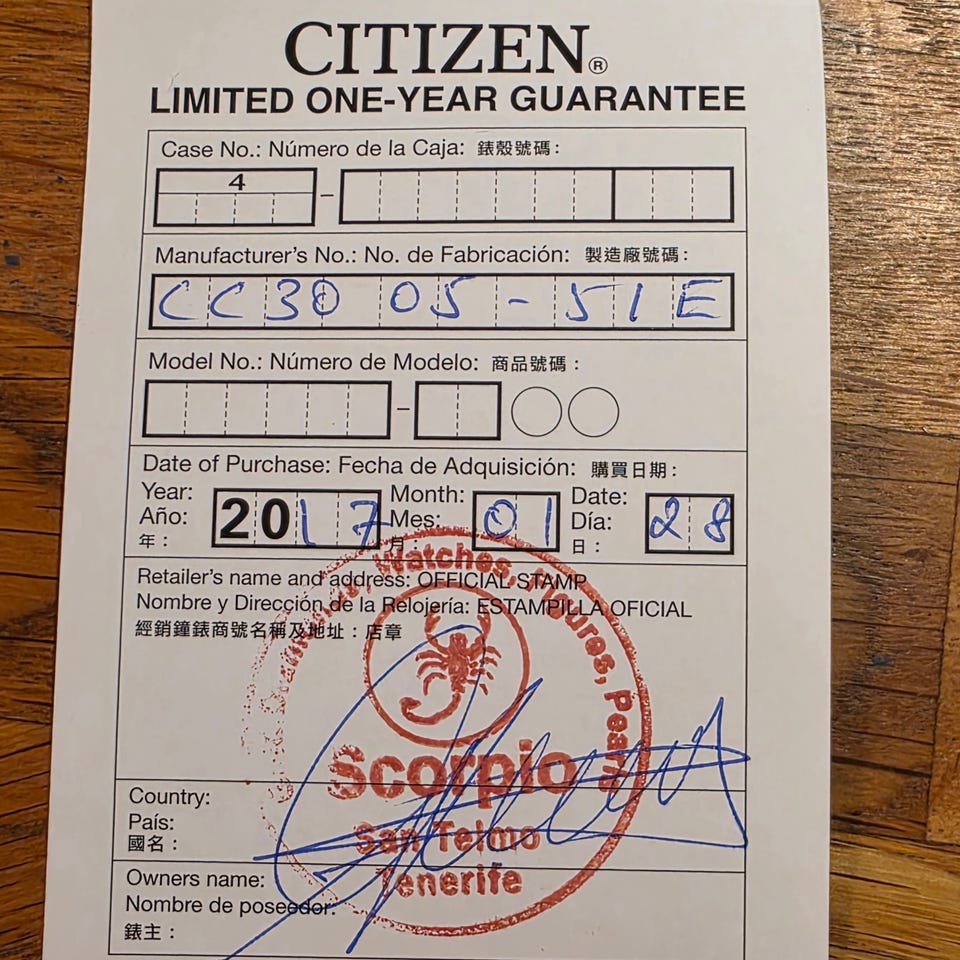 CITIZEN®
LIMITED ONE-YEAR GUARANTEE
Case No.: Número de la Caja: 錶殼號碼：
4 –
Manufacturer's No.: No. de Fabricación: 製造廠號碼：
CC3005-51E
Model No.: Número de Modelo: 商品號碼：
–
Date of Purchase: Fecha de Adquisición: 購買日期：
Year: 2017 Month: 01 Date: 28
Año: Mes: Día:
年： 月 日：
Retailer's name and address: OFFICIAL STAMP
Nombre y Dirección de la Relojería: ESTAMPILLA OFICIAL
經銷鐘錶商號名稱及地址：店章
Watches, Figures, Pearls
Scorpio
San Telmo
Tenerife
Country:
País:
國名：
Owners name:
Nombre de poseedor:
錶主：